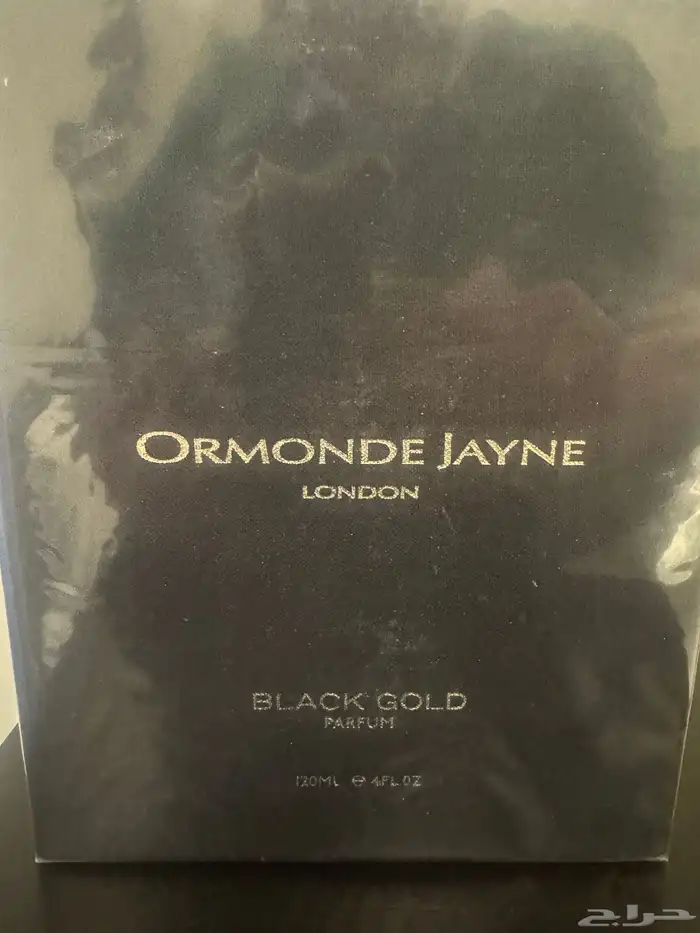 ORMONDE JAYNE
LONDON
BLACK GOLD
PARFUM
120ML ℮ 4FL.OZ
حراج